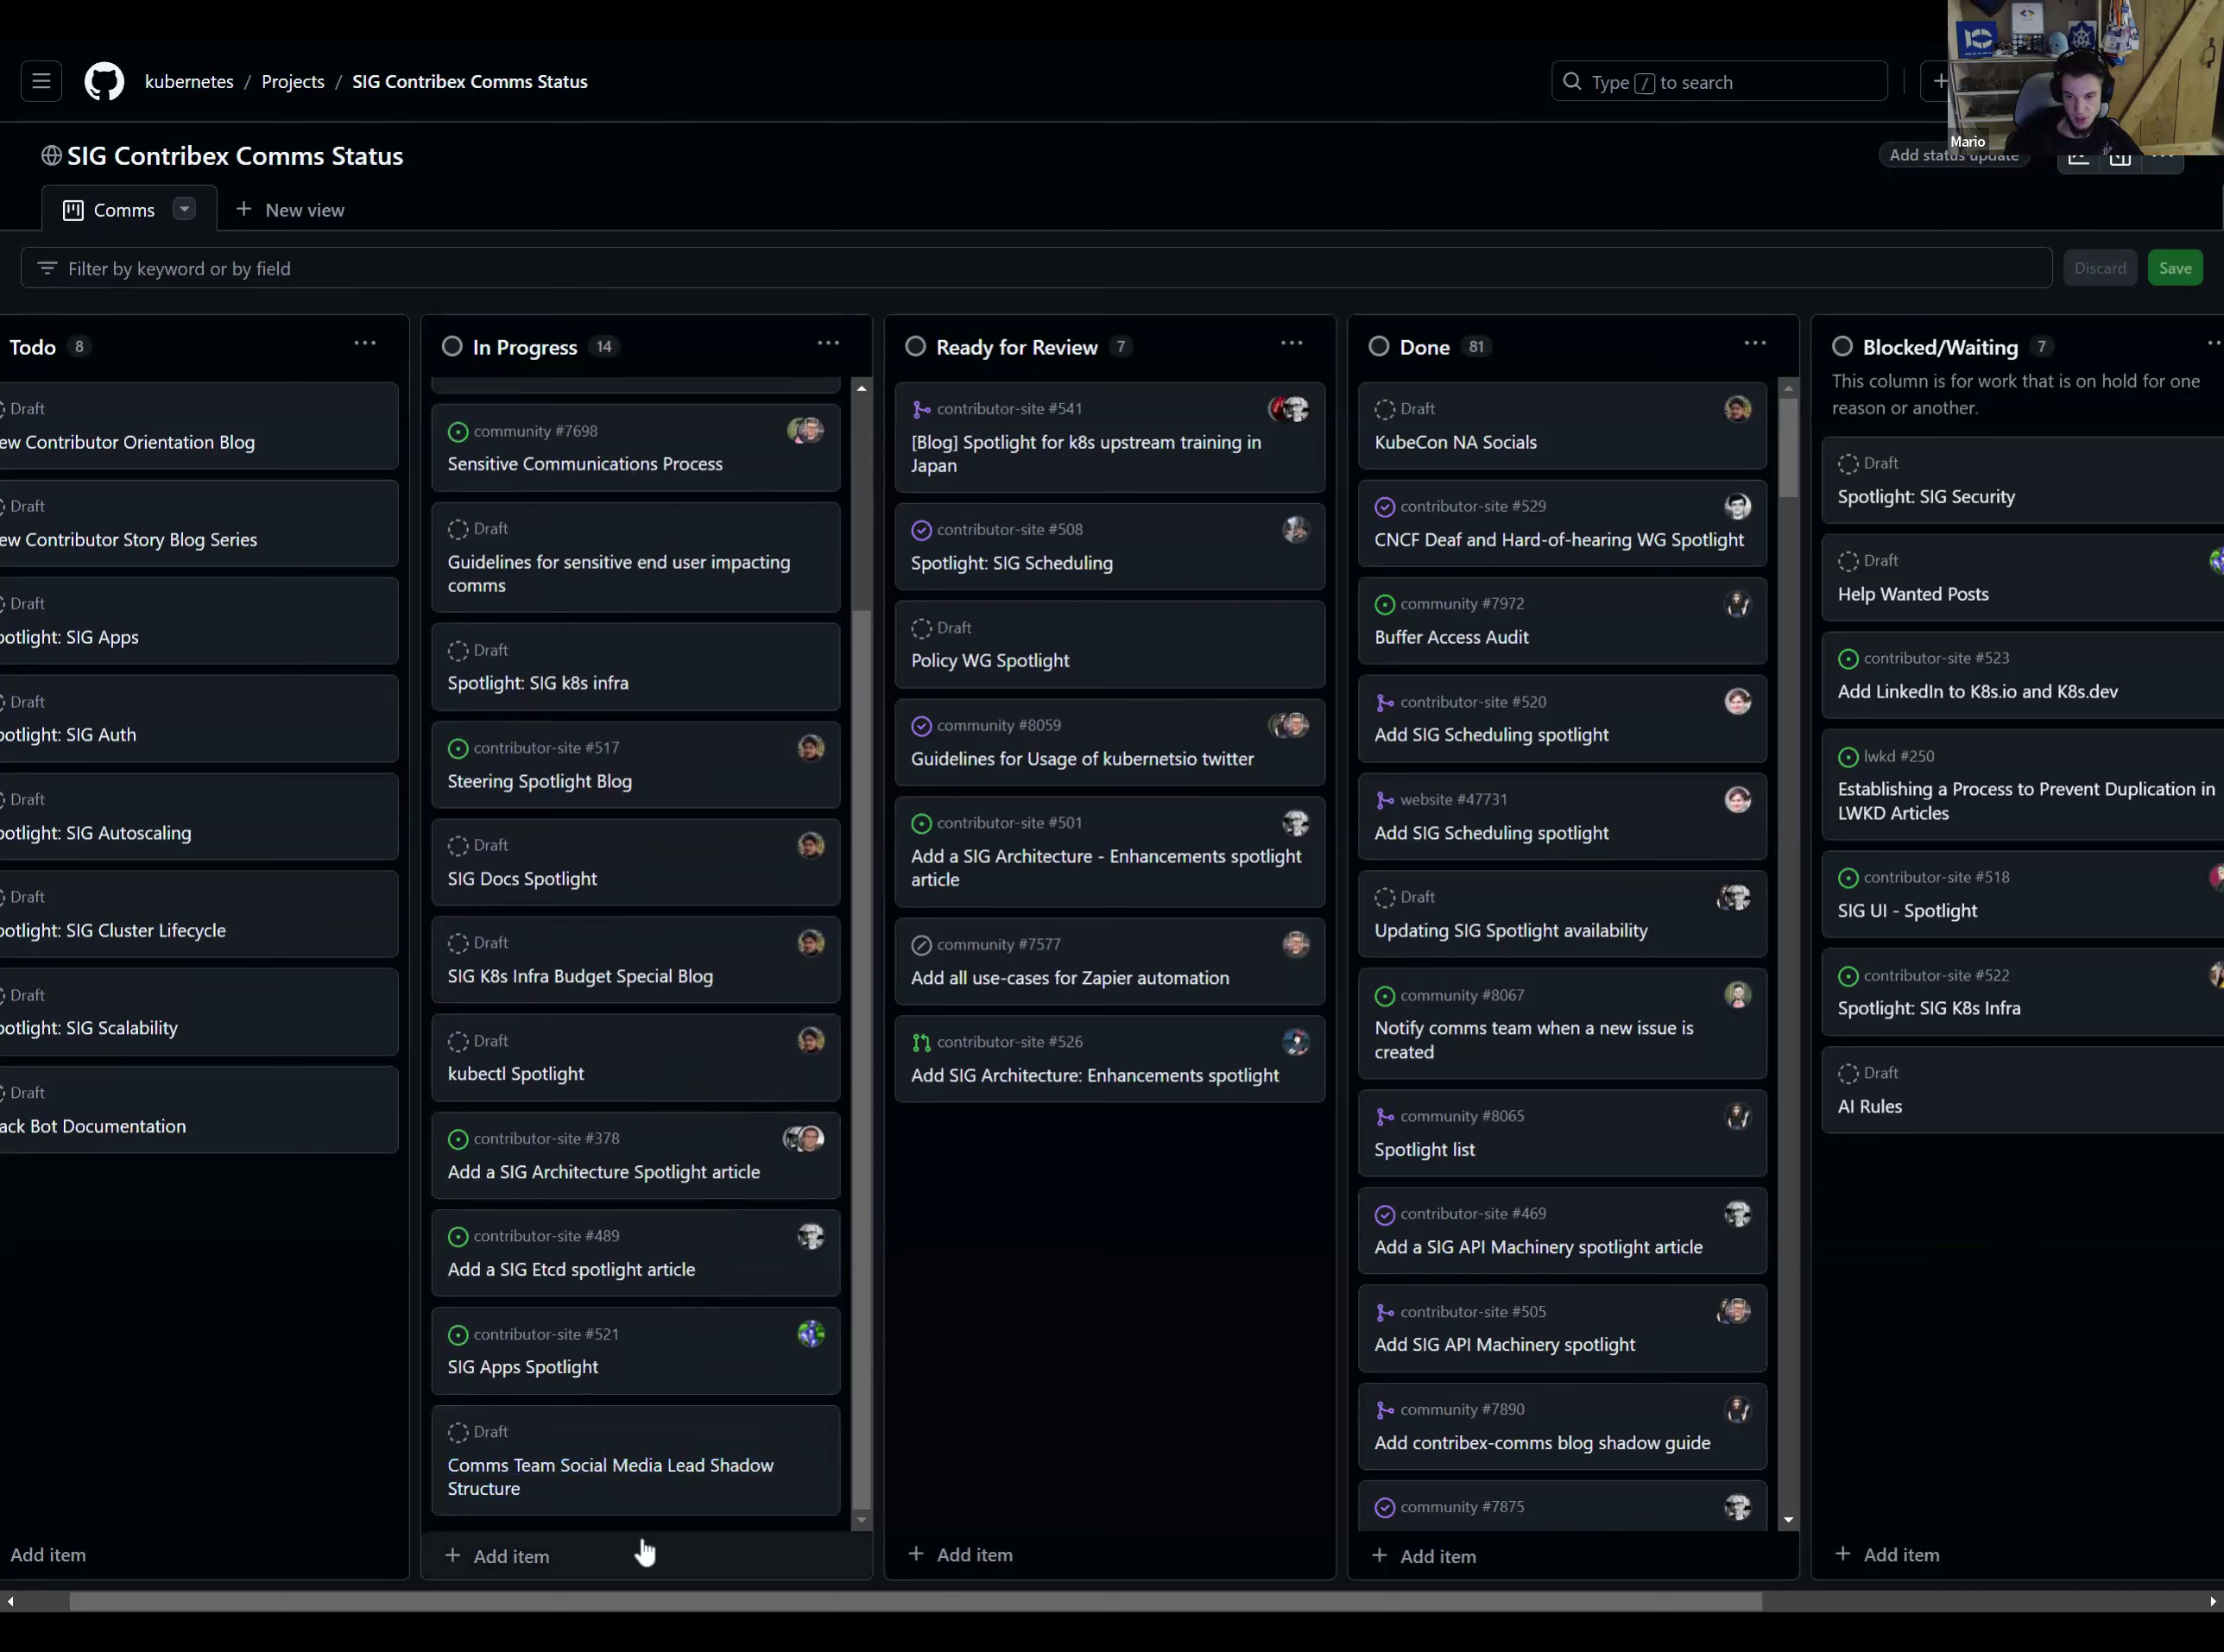 kubernetes / Projects / SIG Contribex Comms Status
Type / to search
Mario
SIG Contribex Comms Status
Add status update
Comms
New view
Filter by keyword or by field
Discard
Save
Todo 8
Draft
ew Contributor Orientation Blog
Draft
ew Contributor Story Blog Series
Draft
potlight: SIG Apps
Draft
potlight: SIG Auth
Draft
potlight: SIG Autoscaling
Draft
potlight: SIG Cluster Lifecycle
Draft
potlight: SIG Scalability
Draft
ack Bot Documentation
Add item
In Progress 14
community #7698
Sensitive Communications Process
Draft
Guidelines for sensitive end user impacting
comms
Draft
Spotlight: SIG k8s infra
contributor-site #517
Steering Spotlight Blog
Draft
SIG Docs Spotlight
Draft
SIG K8s Infra Budget Special Blog
Draft
kubectl Spotlight
contributor-site #378
Add a SIG Architecture Spotlight article
contributor-site #489
Add a SIG Etcd spotlight article
contributor-site #521
SIG Apps Spotlight
Draft
Comms Team Social Media Lead Shadow
Structure
Add item
Ready for Review 7
contributor-site #541
[Blog] Spotlight for k8s upstream training in
Japan
contributor-site #508
Spotlight: SIG Scheduling
Draft
Policy WG Spotlight
community #8059
Guidelines for Usage of kubernetsio twitter
contributor-site #501
Add a SIG Architecture - Enhancements spotlight
article
community #7577
Add all use-cases for Zapier automation
contributor-site #526
Add SIG Architecture: Enhancements spotlight
Add item
Done 81
Draft
KubeCon NA Socials
contributor-site #529
CNCF Deaf and Hard-of-hearing WG Spotlight
community #7972
Buffer Access Audit
contributor-site #520
Add SIG Scheduling spotlight
website #47731
Add SIG Scheduling spotlight
Draft
Updating SIG Spotlight availability
community #8067
Notify comms team when a new issue is
created
community #8065
Spotlight list
contributor-site #469
Add a SIG API Machinery spotlight article
contributor-site #505
Add SIG API Machinery spotlight
community #7890
Add contribex-comms blog shadow guide
community #7875
Add item
Blocked/Waiting 7
This column is for work that is on hold for one
reason or another.
Draft
Spotlight: SIG Security
Draft
Help Wanted Posts
contributor-site #523
Add LinkedIn to K8s.io and K8s.dev
lwkd #250
Establishing a Process to Prevent Duplication in
LWKD Articles
contributor-site #518
SIG UI - Spotlight
contributor-site #522
Spotlight: SIG K8s Infra
Draft
AI Rules
Add item